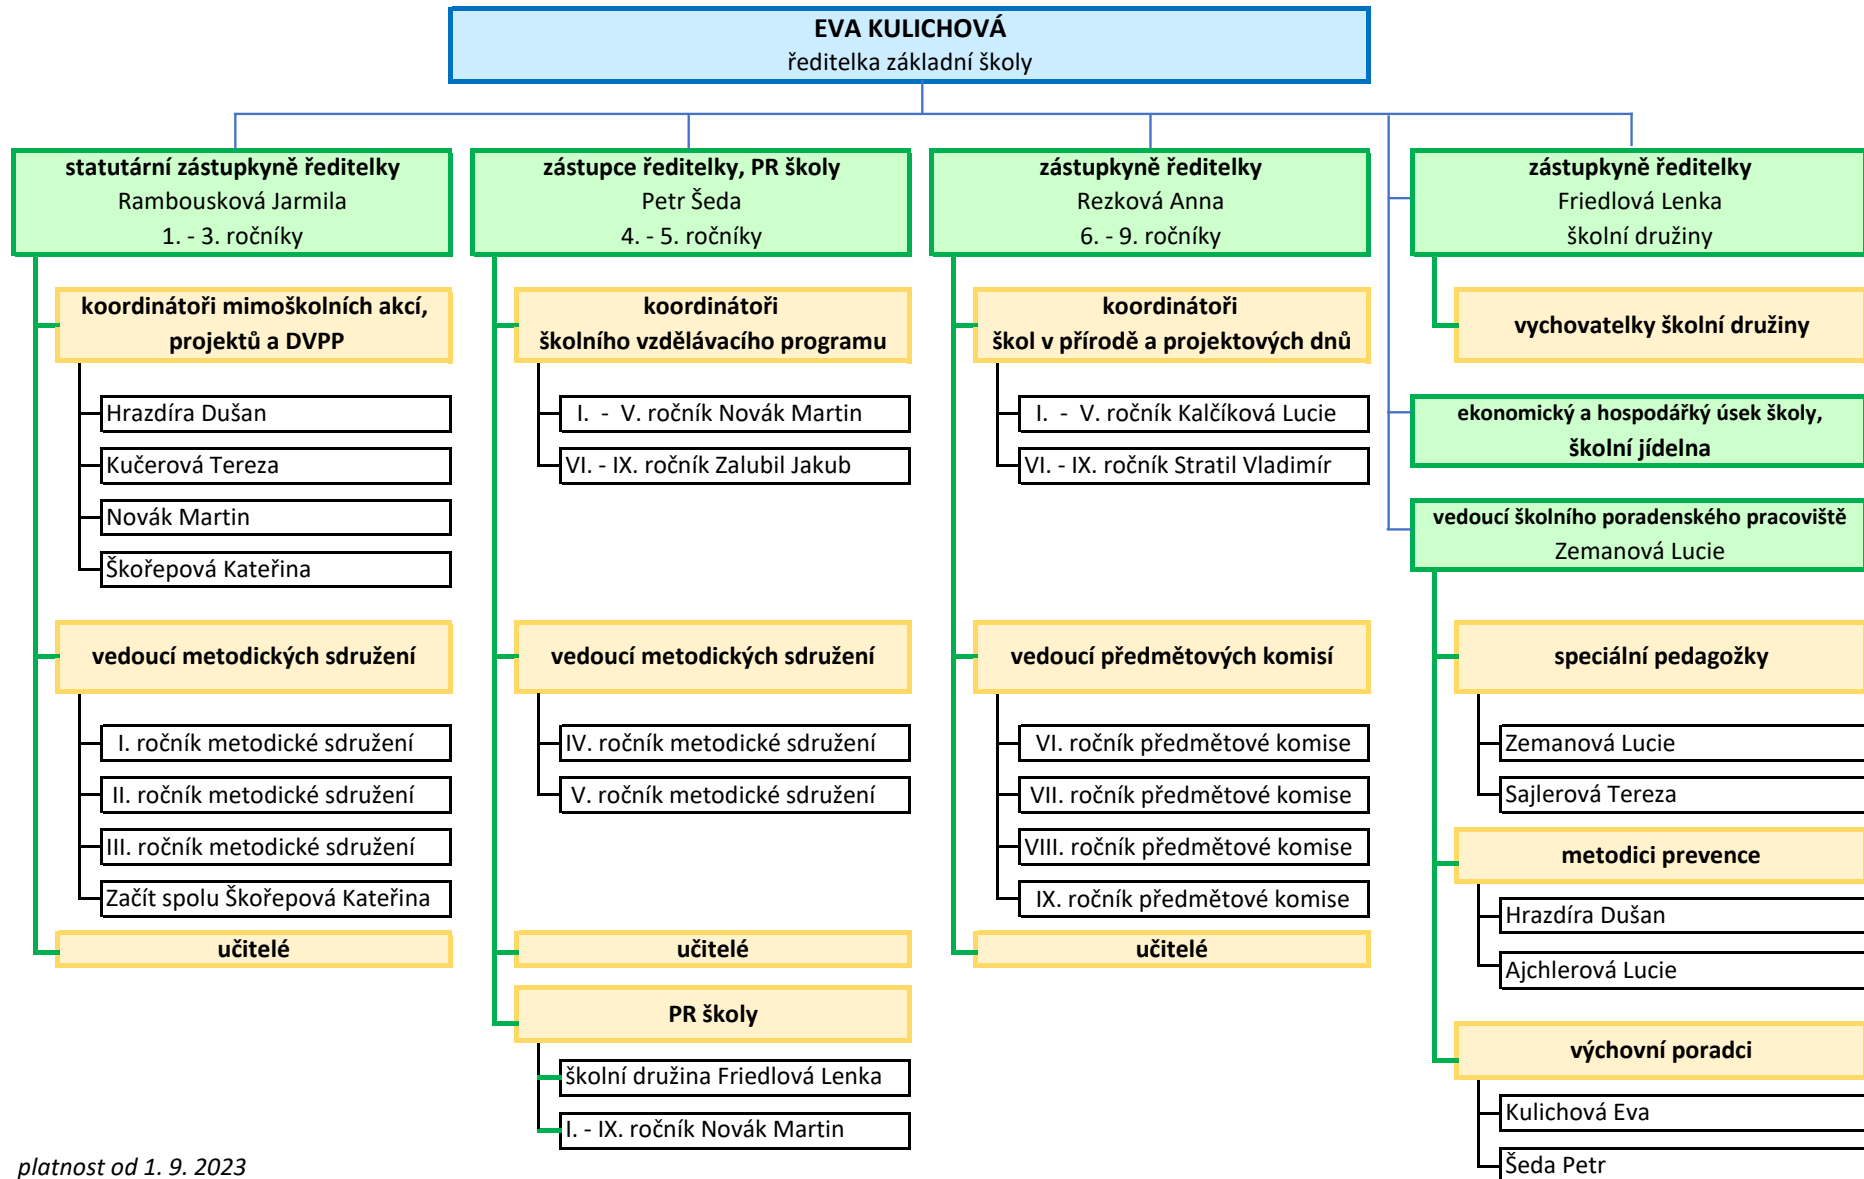 EVA KULICHOVÁ
ředitelka základní školy
statutární zástupkyně ředitelky
Rambousková Jarmila
1. - 3. ročníky
koordinátoři mimoškolních akcí,
projektů a DVPP
Hrazdíra Dušan
Kučerová Tereza
Novák Martin
Škořepová Kateřina
vedoucí metodických sdružení
I. ročník metodické sdružení
II. ročník metodické sdružení
III. ročník metodické sdružení
Začít spolu Škořepová Kateřina
učitelé
zástupce ředitelky, PR školy
Petr Šeda
4. - 5. ročníky
koordinátoři
školního vzdělávacího programu
I. - V. ročník Novák Martin
VI. - IX. ročník Zalubil Jakub
vedoucí metodických sdružení
IV. ročník metodické sdružení
V. ročník metodické sdružení
učitelé
PR školy
školní družina Friedlová Lenka
I. - IX. ročník Novák Martin
zástupkyně ředitelky
Rezková Anna
6. - 9. ročníky
koordinátoři
škol v přírodě a projektových dnů
I. - V. ročník Kalčíková Lucie
VI. - IX. ročník Stratil Vladimír
vedoucí předmětových komisí
VI. ročník předmětové komise
VII. ročník předmětové komise
VIII. ročník předmětové komise
IX. ročník předmětové komise
učitelé
zástupkyně ředitelky
Friedlová Lenka
školní družiny
vychovatelky školní družiny
ekonomický a hospodářký úsek školy,
školní jídelna
vedoucí školního poradenského pracoviště
Zemanová Lucie
speciální pedagožky
Zemanová Lucie
Sajlerová Tereza
metodici prevence
Hrazdíra Dušan
Ajchlerová Lucie
výchovní poradci
Kulichová Eva
Šeda Petr
platnost od 1. 9. 2023